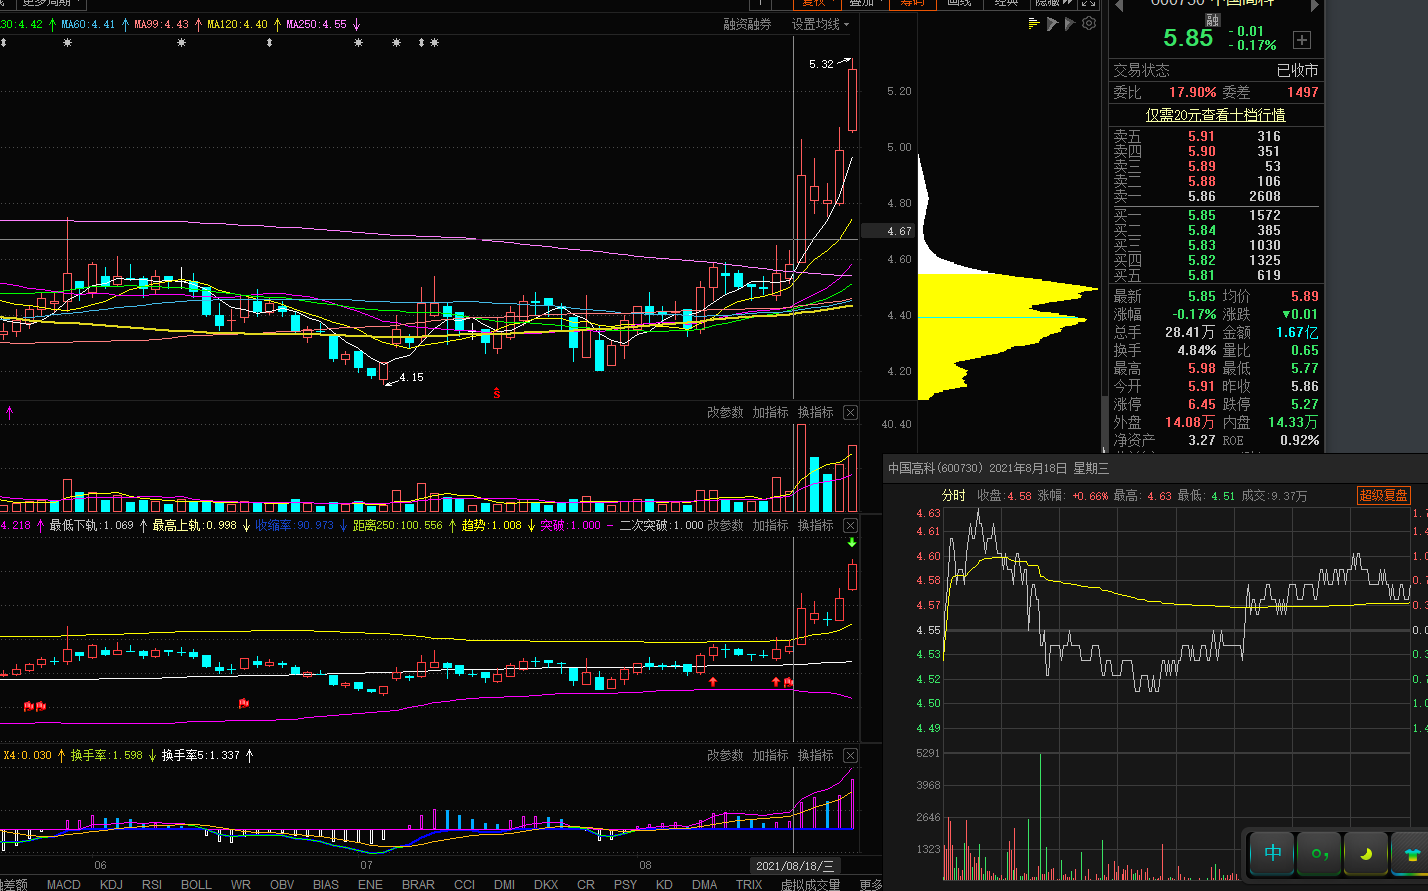 更多周期
复权 叠加 筹码 画线 经典 隐藏
30:4.42 MA60:4.41 MA99:4.43 MA120:4.40 MA250:4.55 融资融券 设置均线
5.32
4.15
S
5.20
5.00
4.80
4.67
4.60
4.40
4.20
改参数 加指标 换指标
40.40
4.218 最低下轨:1.069 最高上轨:0.998 收缩率:90.973 距离250:100.556 趋势:1.008 突破:1.000 - 二次突破:1.000 改参数 加指标 换指标
X4:0.030 换手率:1.598 换手率5:1.337 改参数 加指标 换指标
06 07 08 2021/08/18/三
MACD KDJ RSI BOLL WR OBV BIAS ENE BRAR CCI DMI DKX CR PSY KD DMA TRIX 虚拟成交量 更多
600730 中国高科
融
5.85 -0.01
-0.17%
交易状态 已收市
委比 17.90% 委差 1497
仅需20元查看十档行情
卖五 5.91 316
卖四 5.90 351
卖三 5.89 53
卖二 5.88 106
卖一 5.86 2608
买一 5.85 1572
买二 5.84 385
买三 5.83 1030
买四 5.82 1325
买五 5.81 619
最新 5.85 均价 5.89
涨幅 -0.17% 涨跌 ▼0.01
总手 28.41万 金额 1.67亿
换手 4.84% 量比 0.65
最高 5.98 最低 5.77
今开 5.91 昨收 5.86
涨停 6.45 跌停 5.27
外盘 14.08万 内盘 14.33万
净资产 3.27 ROE 0.92%
中国高科(600730) 2021年8月18日 星期三
分时 收盘:4.58 涨幅:+0.66% 最高:4.63 最低:4.51 成交:9.37万 超级复盘
4.63
4.61
4.60
4.58
4.57
4.55
4.53
4.52
4.50
4.49
5291
3968
2646
1323
中